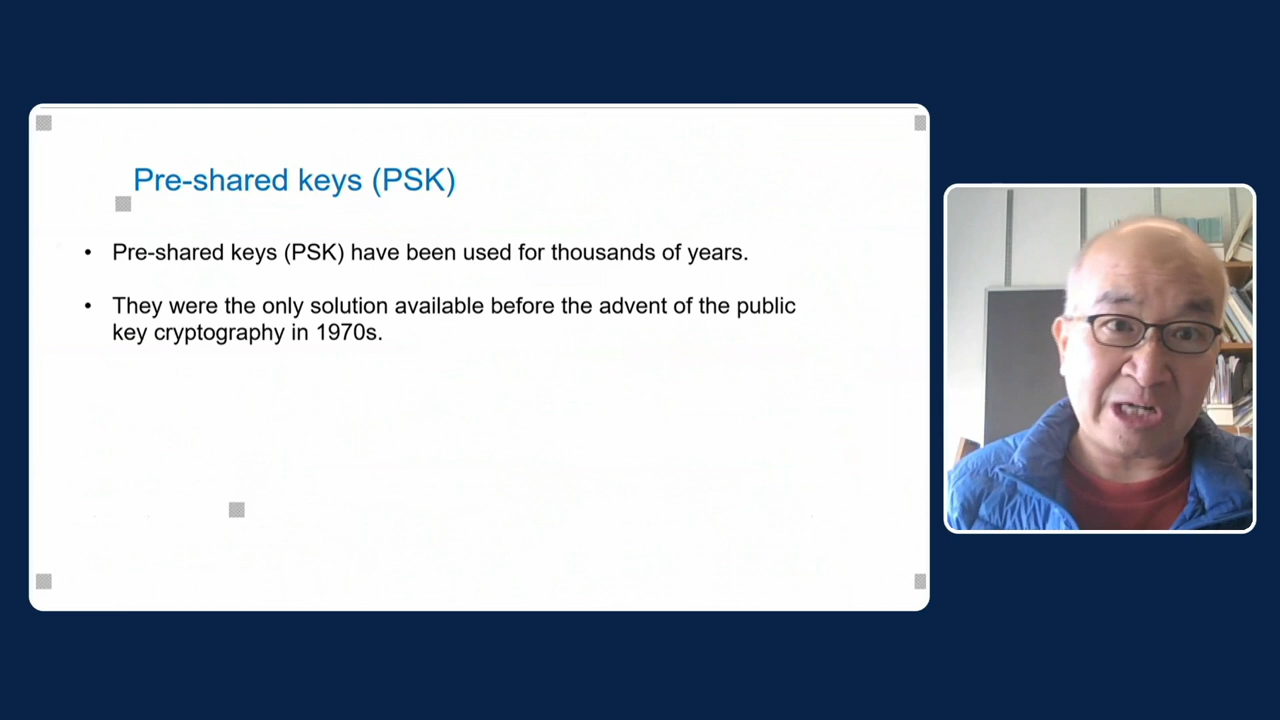 Pre-shared keys (PSK)
• Pre-shared keys (PSK) have been used for thousands of years.
• They were the only solution available before the advent of the public
key cryptography in 1970s.